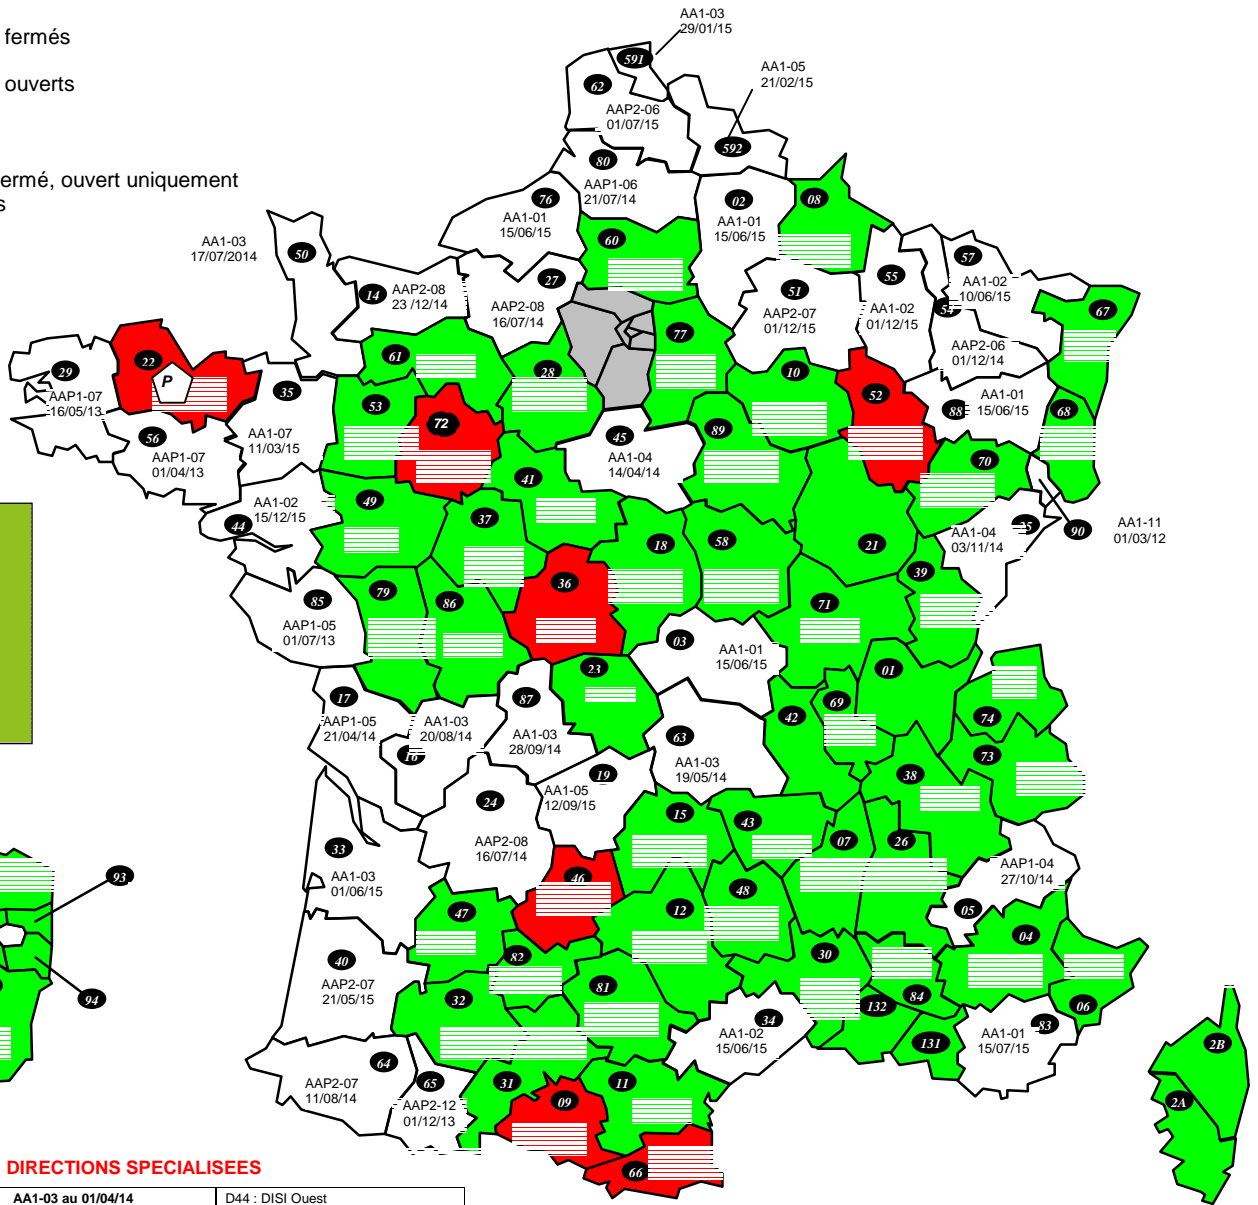 fermés
ouverts
ermé, ouvert uniquement
s
AA1-03
29/01/15
591
AA1-05
21/02/15
62
AAP2-06
01/07/15
592
80
AAP1-06
21/07/14
76
AA1-01
15/06/15
02
AA1-01
15/06/15
08
60
AA1-03
17/07/2014
50
14
AAP2-08
23 /12/14
27
AAP2-08
16/07/14
51
AAP2-07
01/12/15
55
AA1-02
01/12/15
57
AA1-02
10/06/15
54
AAP2-06
01/12/14
67
77
61
28
10
52
88
AA1-01
15/06/15
68
29
AAP1-07
16/05/13
22
P
35
AA1-07
11/03/15
53
72
56
AAP1-07
01/04/13
45
AA1-04
14/04/14
89
70
41
AA1-02
15/12/15
44
49
37
18
58
21
AA1-04
03/11/14
25
90
AA1-11
01/03/12
39
36
85
AAP1-05
01/07/13
79
86
71
03
AA1-01
15/06/15
23
01
17
AAP1-05
21/04/14
AA1-03
20/08/14
16
87
AA1-03
28/09/14
63
AA1-03
19/05/14
42
69
74
73
19
AA1-05
12/09/15
38
24
AAP2-08
16/07/14
15
43
07
26
33
AA1-03
01/06/15
AAP1-04
27/10/14
05
93
46
48
47
12
04
40
AAP2-07
21/05/15
82
30
94
32
81
132
84
06
34
AA1-02
15/06/15
131
AA1-01
15/07/15
83
2B
64
AAP2-07
11/08/14
65
AAP2-12
01/12/13
31
09
11
2A
66
DIRECTIONS SPECIALISEES
AA1-03 au 01/04/14
D44 : DISI Ouest